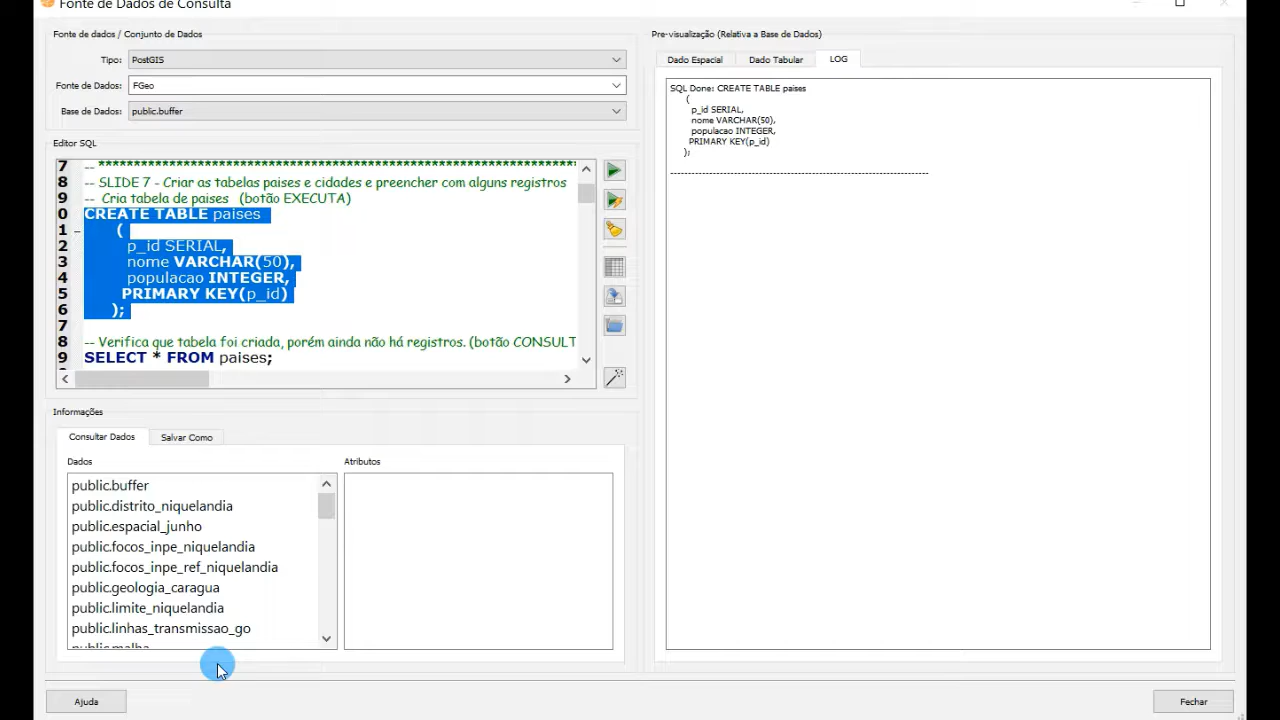 Fonte de Dados de Consulta
Fonte de dados / Conjunto de Dados
Tipo: PostGIS
Fonte de Dados: FGeo
Base de Dados: public.buffer
Editor SQL
7 -- ********************************************************************
8 -- SLIDE 7 - Criar as tabelas paises e cidades e preencher com alguns registros
9 -- Cria tabela de paises (botão EXECUTA)
0 CREATE TABLE paises
1 (
2 p_id SERIAL,
3 nome VARCHAR(50),
4 populacao INTEGER,
5 PRIMARY KEY(p_id)
6 );
7
8 -- Verifica que tabela foi criada, porém ainda não há registros. (botão CONSULT
9 SELECT * FROM paises;
Informações
Consultar Dados Salvar Como
Dados Atributos
public.buffer
public.distrito_niquelandia
public.espacial_junho
public.focos_inpe_niquelandia
public.focos_inpe_ref_niquelandia
public.geologia_caragua
public.limite_niquelandia
public.linhas_transmissao_go
public.malha
Ajuda
Pre-visualização (Relativa a Base de Dados)
Dado Espacial Dado Tabular LOG
SQL Done: CREATE TABLE paises
(
p_id SERIAL,
nome VARCHAR(50),
populacao INTEGER,
PRIMARY KEY(p_id)
);
--------------------------------------------------------------------------
Fechar